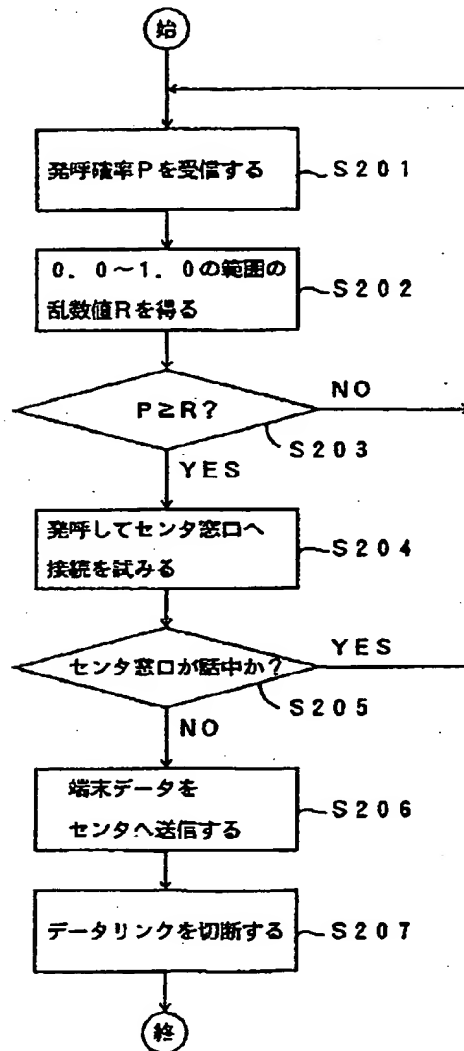 始
発呼確率Pを受信する
S201
0．0～1．0の範囲の
乱数値Rを得る
S202
P≧R?
NO
S203
YES
発呼してセンタ窓口へ
接続を試みる
S204
センタ窓口が話中か?
YES
S205
NO
端末データを
センタへ送信する
S206
データリンクを切断する
S207
終